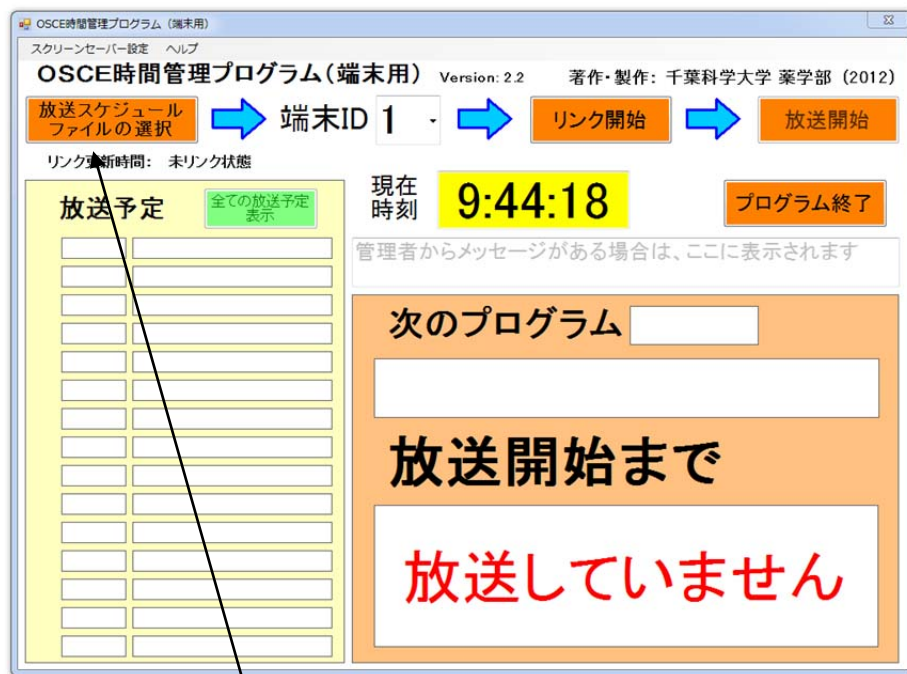 OSCE時間管理プログラム（端末用）
スクリーンセーバー設定 ヘルプ
OSCE時間管理プログラム(端末用) Version: 2.2 著作・製作: 千葉科学大学 薬学部 (2012)
放送スケジュール
ファイルの選択
端末ID 1
リンク開始
放送開始
リンク更新時間: 未リンク状態
放送予定
全ての放送予定
表示
現在
時刻
9:44:18
プログラム終了
管理者からメッセージがある場合は、ここに表示されます
次のプログラム
放送開始まで
放送していません